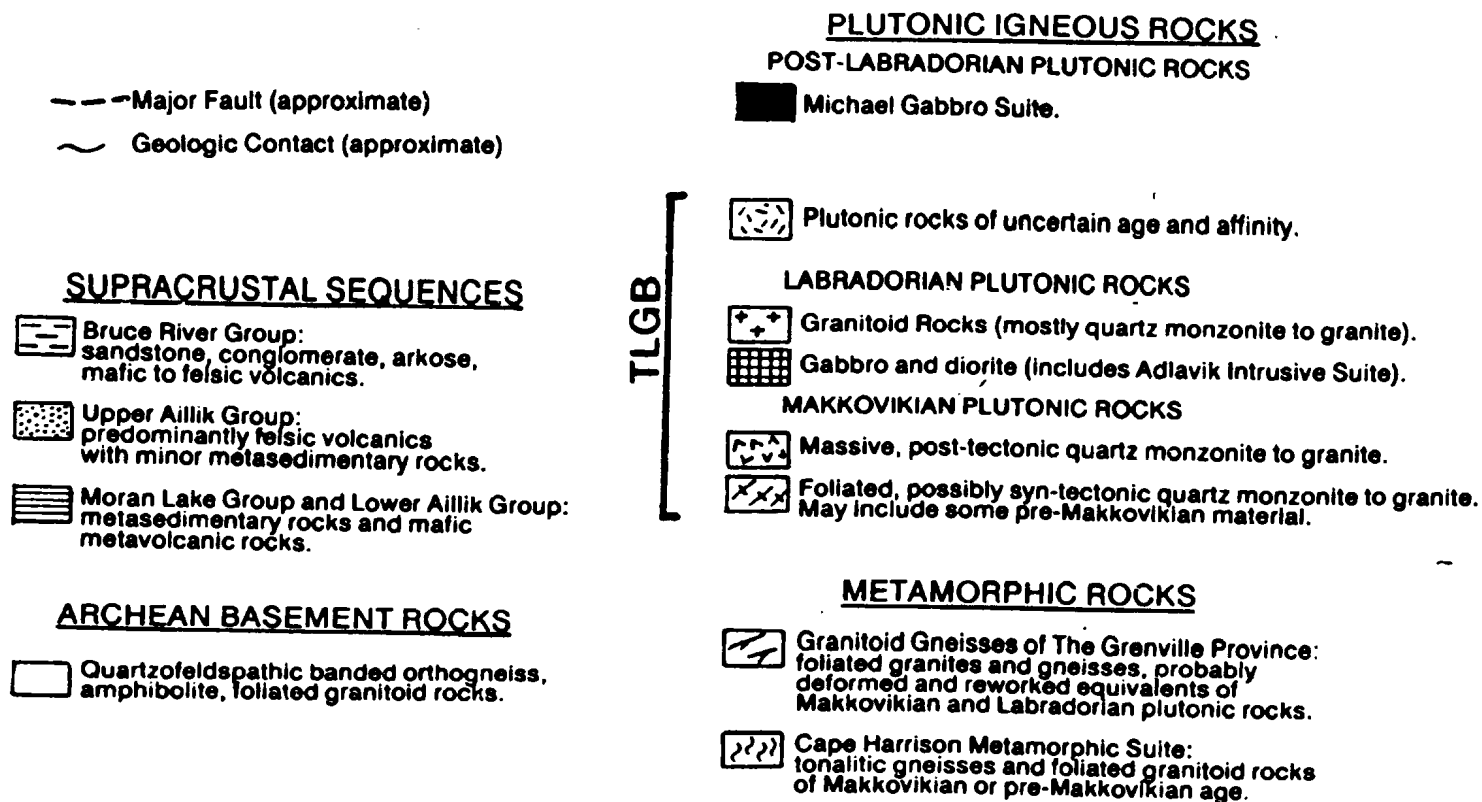 Major Fault (approximate)
Geologic Contact (approximate)
SUPRACRUSTAL SEQUENCES
Bruce River Group:
sandstone, conglomerate, arkose,
mafic to felsic volcanics.
Upper Aillik Group:
predominantly felsic volcanics
with minor metasedimentary rocks.
Moran Lake Group and Lower Aillik Group:
metasedimentary rocks and mafic
metavolcanic rocks.
ARCHEAN BASEMENT ROCKS
Quartzofeldspathic banded orthogneiss,
amphibolite, foliated granitoid rocks.
PLUTONIC IGNEOUS ROCKS
POST-LABRADORIAN PLUTONIC ROCKS
Michael Gabbro Suite.
TLGB
Plutonic rocks of uncertain age and affinity.
LABRADORIAN PLUTONIC ROCKS
Granitoid Rocks (mostly quartz monzonite to granite).
Gabbro and diorite (includes Adlavik Intrusive Suite).
MAKKOVIKIAN PLUTONIC ROCKS
Massive, post-tectonic quartz monzonite to granite.
Foliated, possibly syn-tectonic quartz monzonite to granite.
May include some pre-Makkovikian material.
METAMORPHIC ROCKS
Granitoid Gneisses of The Grenville Province:
foliated granites and gneisses, probably
deformed and reworked equivalents of
Makkovikian and Labradorian plutonic rocks.
Cape Harrison Metamorphic Suite:
tonalitic gneisses and foliated granitoid rocks
of Makkovikian or pre-Makkovikian age.